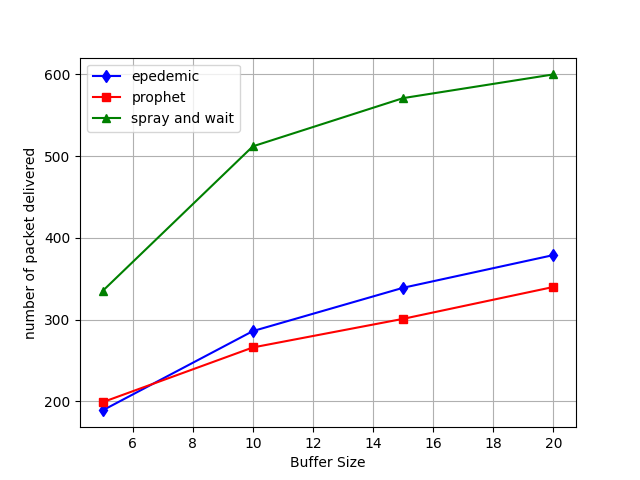 epedemic
prophet
spray and wait
600
500
400
300
200
number of packet delivered
6 8 10 12 14 16 18 20
Buffer Size